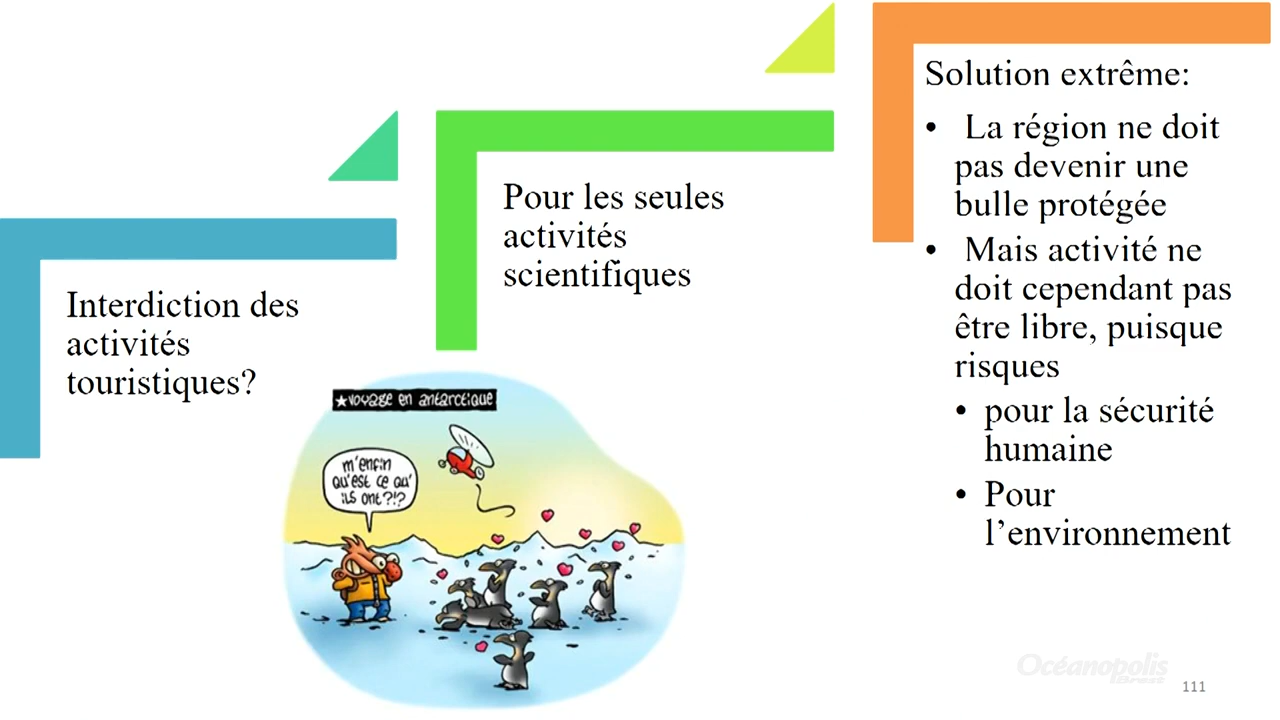 Interdiction des
activités
touristiques?
Pour les seules
activités
scientifiques
Solution extrême:
• La région ne doit
pas devenir une
bulle protégée
• Mais activité ne
doit cependant pas
être libre, puisque
risques
• pour la sécurité
humaine
• Pour
l’environnement
★voyage en antarctique
m'enfin
qu'est ce qu'
ils ont?!?
Océanopolis
Brest
111